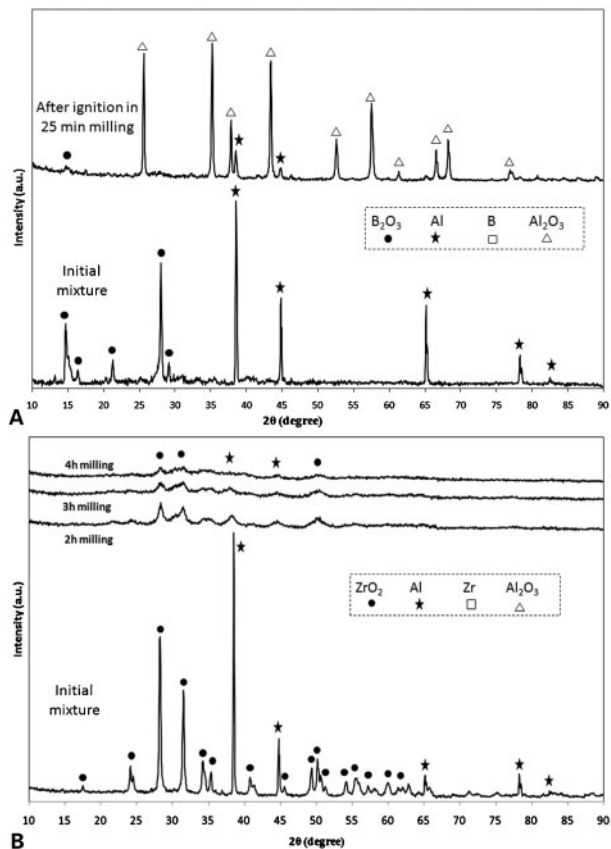 After ignition in
25 min milling
Intensity (a.u.)
B₂O₃ Al B Al₂O₃
Initial
mixture
10 15 20 25 30 35 40 45 50 55 60 65 70 75 80 85 90
2θ (degree)
A
4h milling
3h milling
2h milling
Intensity (a.u.)
ZrO₂ Al Zr Al₂O₃
Initial
mixture
10 15 20 25 30 35 40 45 50 55 60 65 70 75 80 85 90
2θ (degree)
B